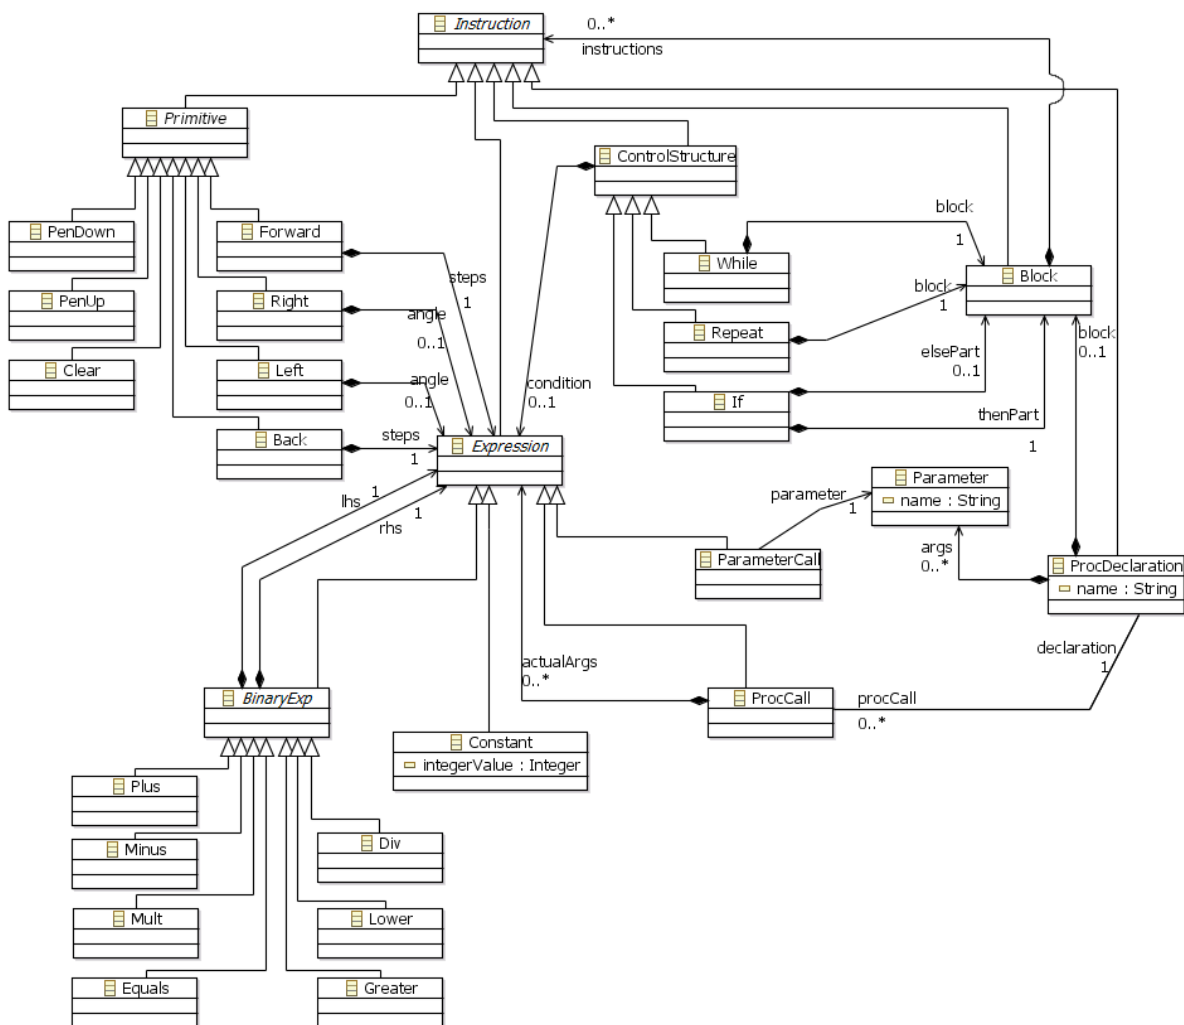 Instruction
0..*
instructions
Primitive
ControlStructure
PenDown
Forward
block
1
While
Block
steps
1
PenUp
Right
angle
0..1
block
1
Repeat
elsePart
0..1
block
0..1
Clear
Left
angle
0..1
condition
0..1
If
thenPart
1
Back
steps
1
Expression
lhs
1
rhs
1
parameter
1
Parameter
name : String
args
0..*
ParameterCall
ProcDeclaration
name : String
declaration
1
actualArgs
0..*
BinaryExp
ProcCall
procCall
0..*
Constant
integerValue : Integer
Plus
Minus
Div
Mult
Lower
Equals
Greater